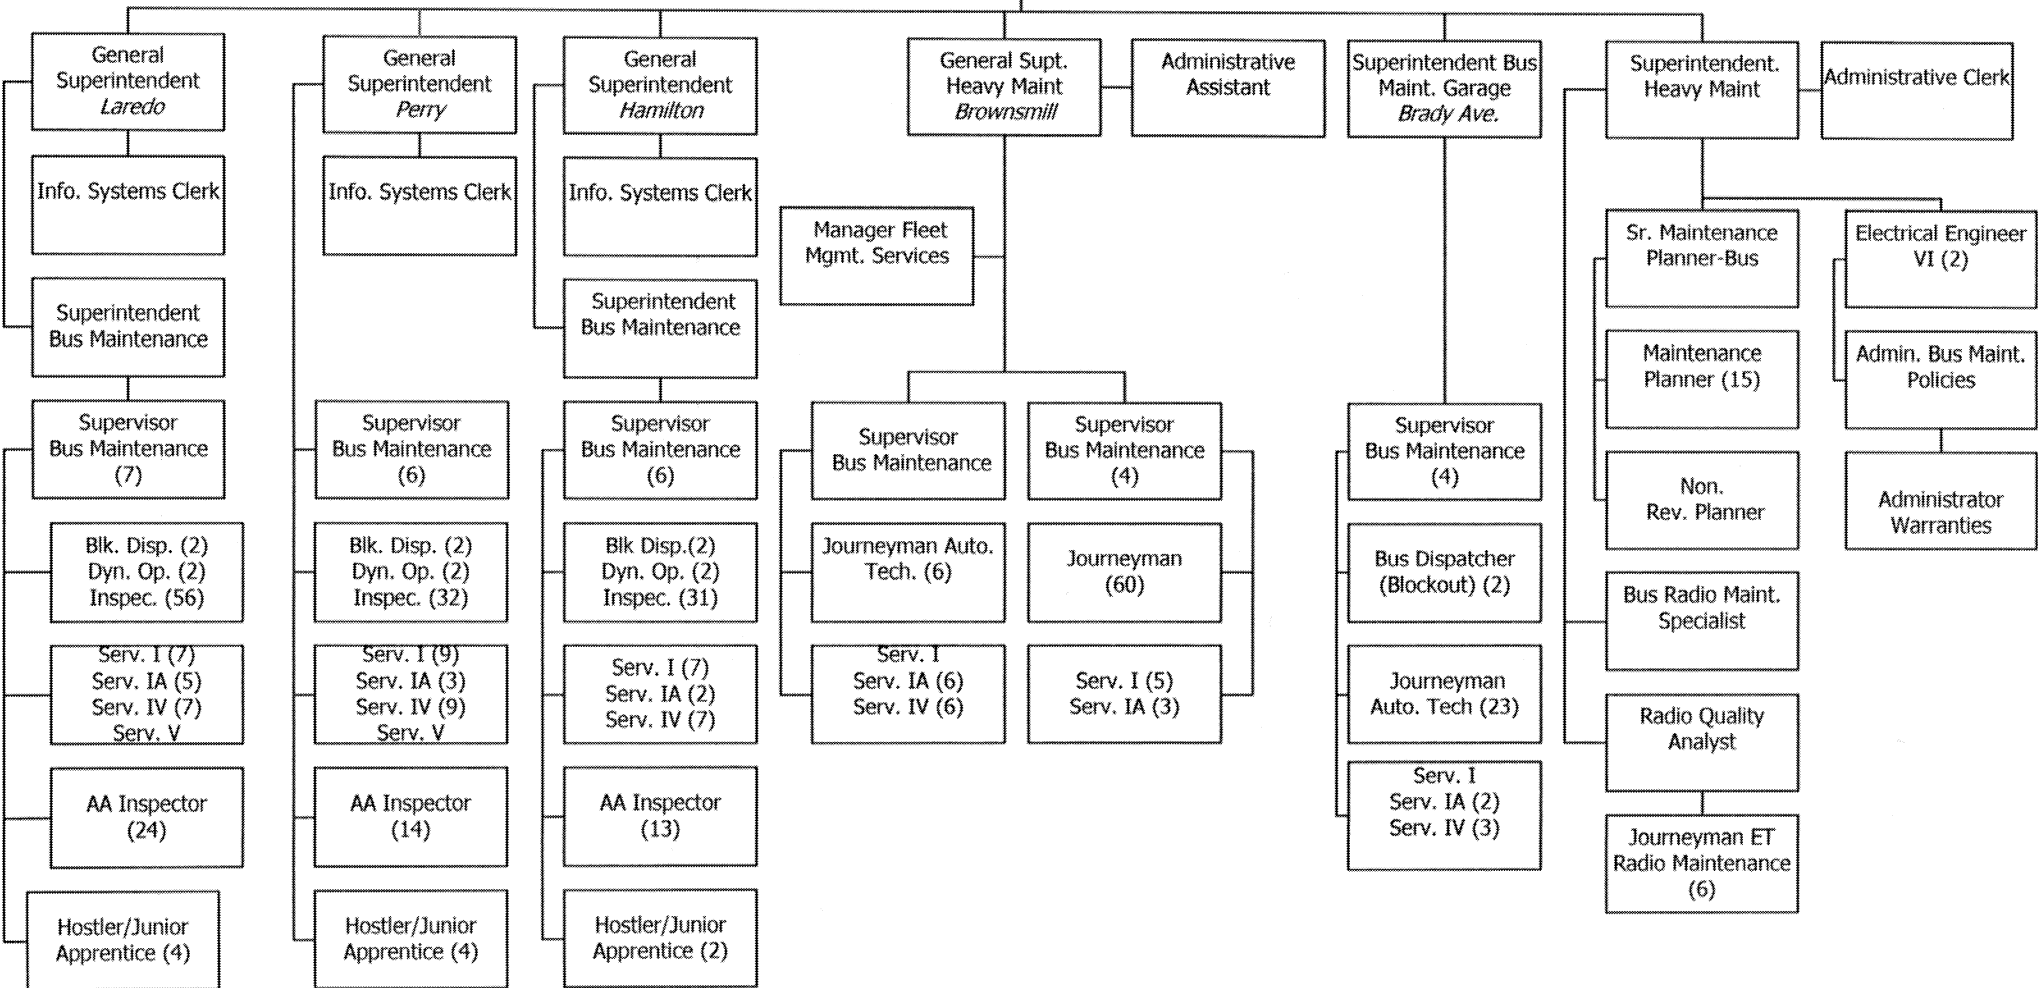 General
Superintendent
Laredo
Info. Systems Clerk
Superintendent
Bus Maintenance
Supervisor
Bus Maintenance
(7)
Blk. Disp. (2)
Dyn. Op. (2)
Inspec. (56)
Serv. I (7)
Serv. IA (5)
Serv. IV (7)
Serv. V
AA Inspector
(24)
Hostler/Junior
Apprentice (4)
General
Superintendent
Perry
Info. Systems Clerk
Supervisor
Bus Maintenance
(6)
Blk. Disp. (2)
Dyn. Op. (2)
Inspec. (32)
Serv. I (9)
Serv. IA (3)
Serv. IV (9)
Serv. V
AA Inspector
(14)
Hostler/Junior
Apprentice (4)
General
Superintendent
Hamilton
Info. Systems Clerk
Superintendent
Bus Maintenance
Supervisor
Bus Maintenance
(6)
Blk Disp.(2)
Dyn. Op. (2)
Inspec. (31)
Serv. I (7)
Serv. IA (2)
Serv. IV (7)
AA Inspector
(13)
Hostler/Junior
Apprentice (2)
General Supt.
Heavy Maint
Brownsmill
Administrative
Assistant
Manager Fleet
Mgmt. Services
Supervisor
Bus Maintenance
Journeyman Auto.
Tech. (6)
Serv. I
Serv. IA (6)
Serv. IV (6)
Supervisor
Bus Maintenance
(4)
Journeyman
(60)
Serv. I (5)
Serv. IA (3)
Superintendent Bus
Maint. Garage
Brady Ave.
Supervisor
Bus Maintenance
(4)
Bus Dispatcher
(Blockout) (2)
Journeyman
Auto. Tech (23)
Serv. I
Serv. IA (2)
Serv. IV (3)
Superintendent.
Heavy Maint
Administrative Clerk
Sr. Maintenance
Planner-Bus
Maintenance
Planner (15)
Non.
Rev. Planner
Bus Radio Maint.
Specialist
Radio Quality
Analyst
Journeyman ET
Radio Maintenance
(6)
Electrical Engineer
VI (2)
Admin. Bus Maint.
Policies
Administrator
Warranties